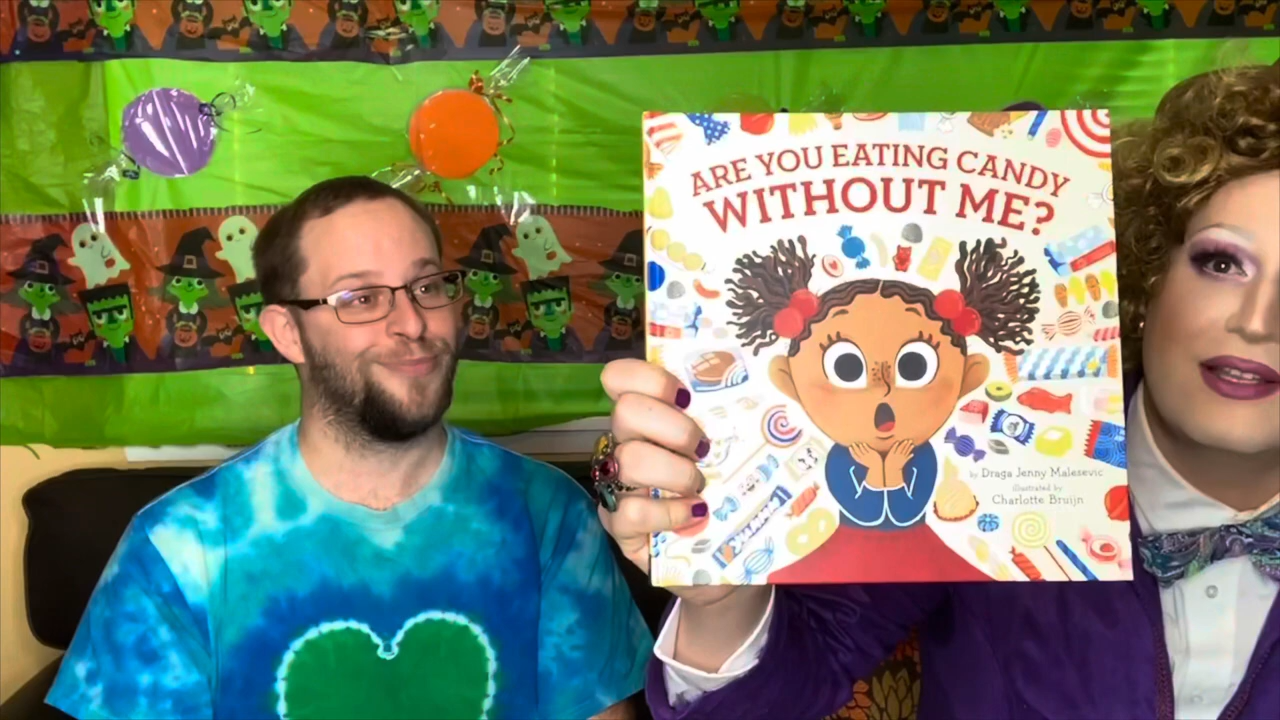 ARE YOU EATING CANDY
WITHOUT ME?
by Draga Jenny Malesevic
illustrated by
Charlotte Bruijn